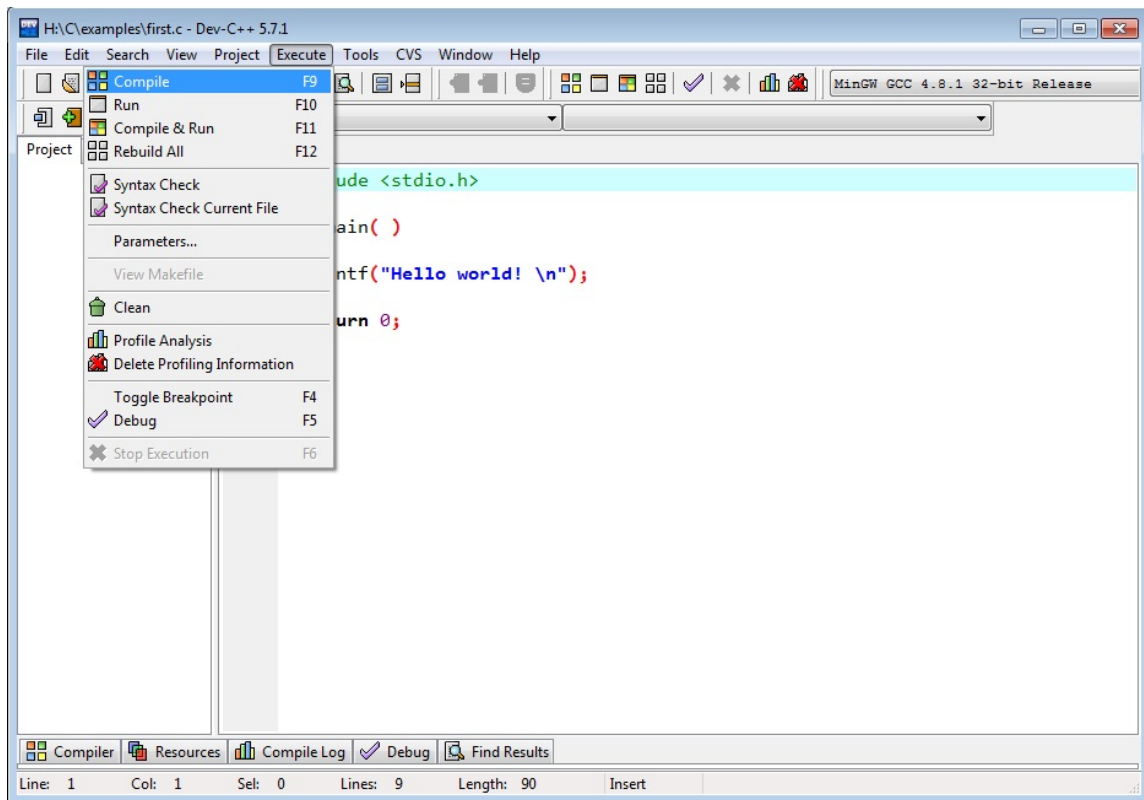 H:\C\examples\first.c - Dev-C++ 5.7.1
File Edit Search View Project Execute Tools CVS Window Help
Compile F9
MinGW GCC 4.8.1 32-bit Release
Run F10
Compile & Run F11
Project
Rebuild All F12
Syntax Check
Syntax Check Current File
Parameters...
View Makefile
Clean
Profile Analysis
Delete Profiling Information
Toggle Breakpoint F4
Debug F5
Stop Execution F6
ude <stdio.h>
ain( )
ntf("Hello world! \n");
urn 0;
Compiler Resources Compile Log Debug Find Results
Line: 1 Col: 1 Sel: 0 Lines: 9 Length: 90 Insert